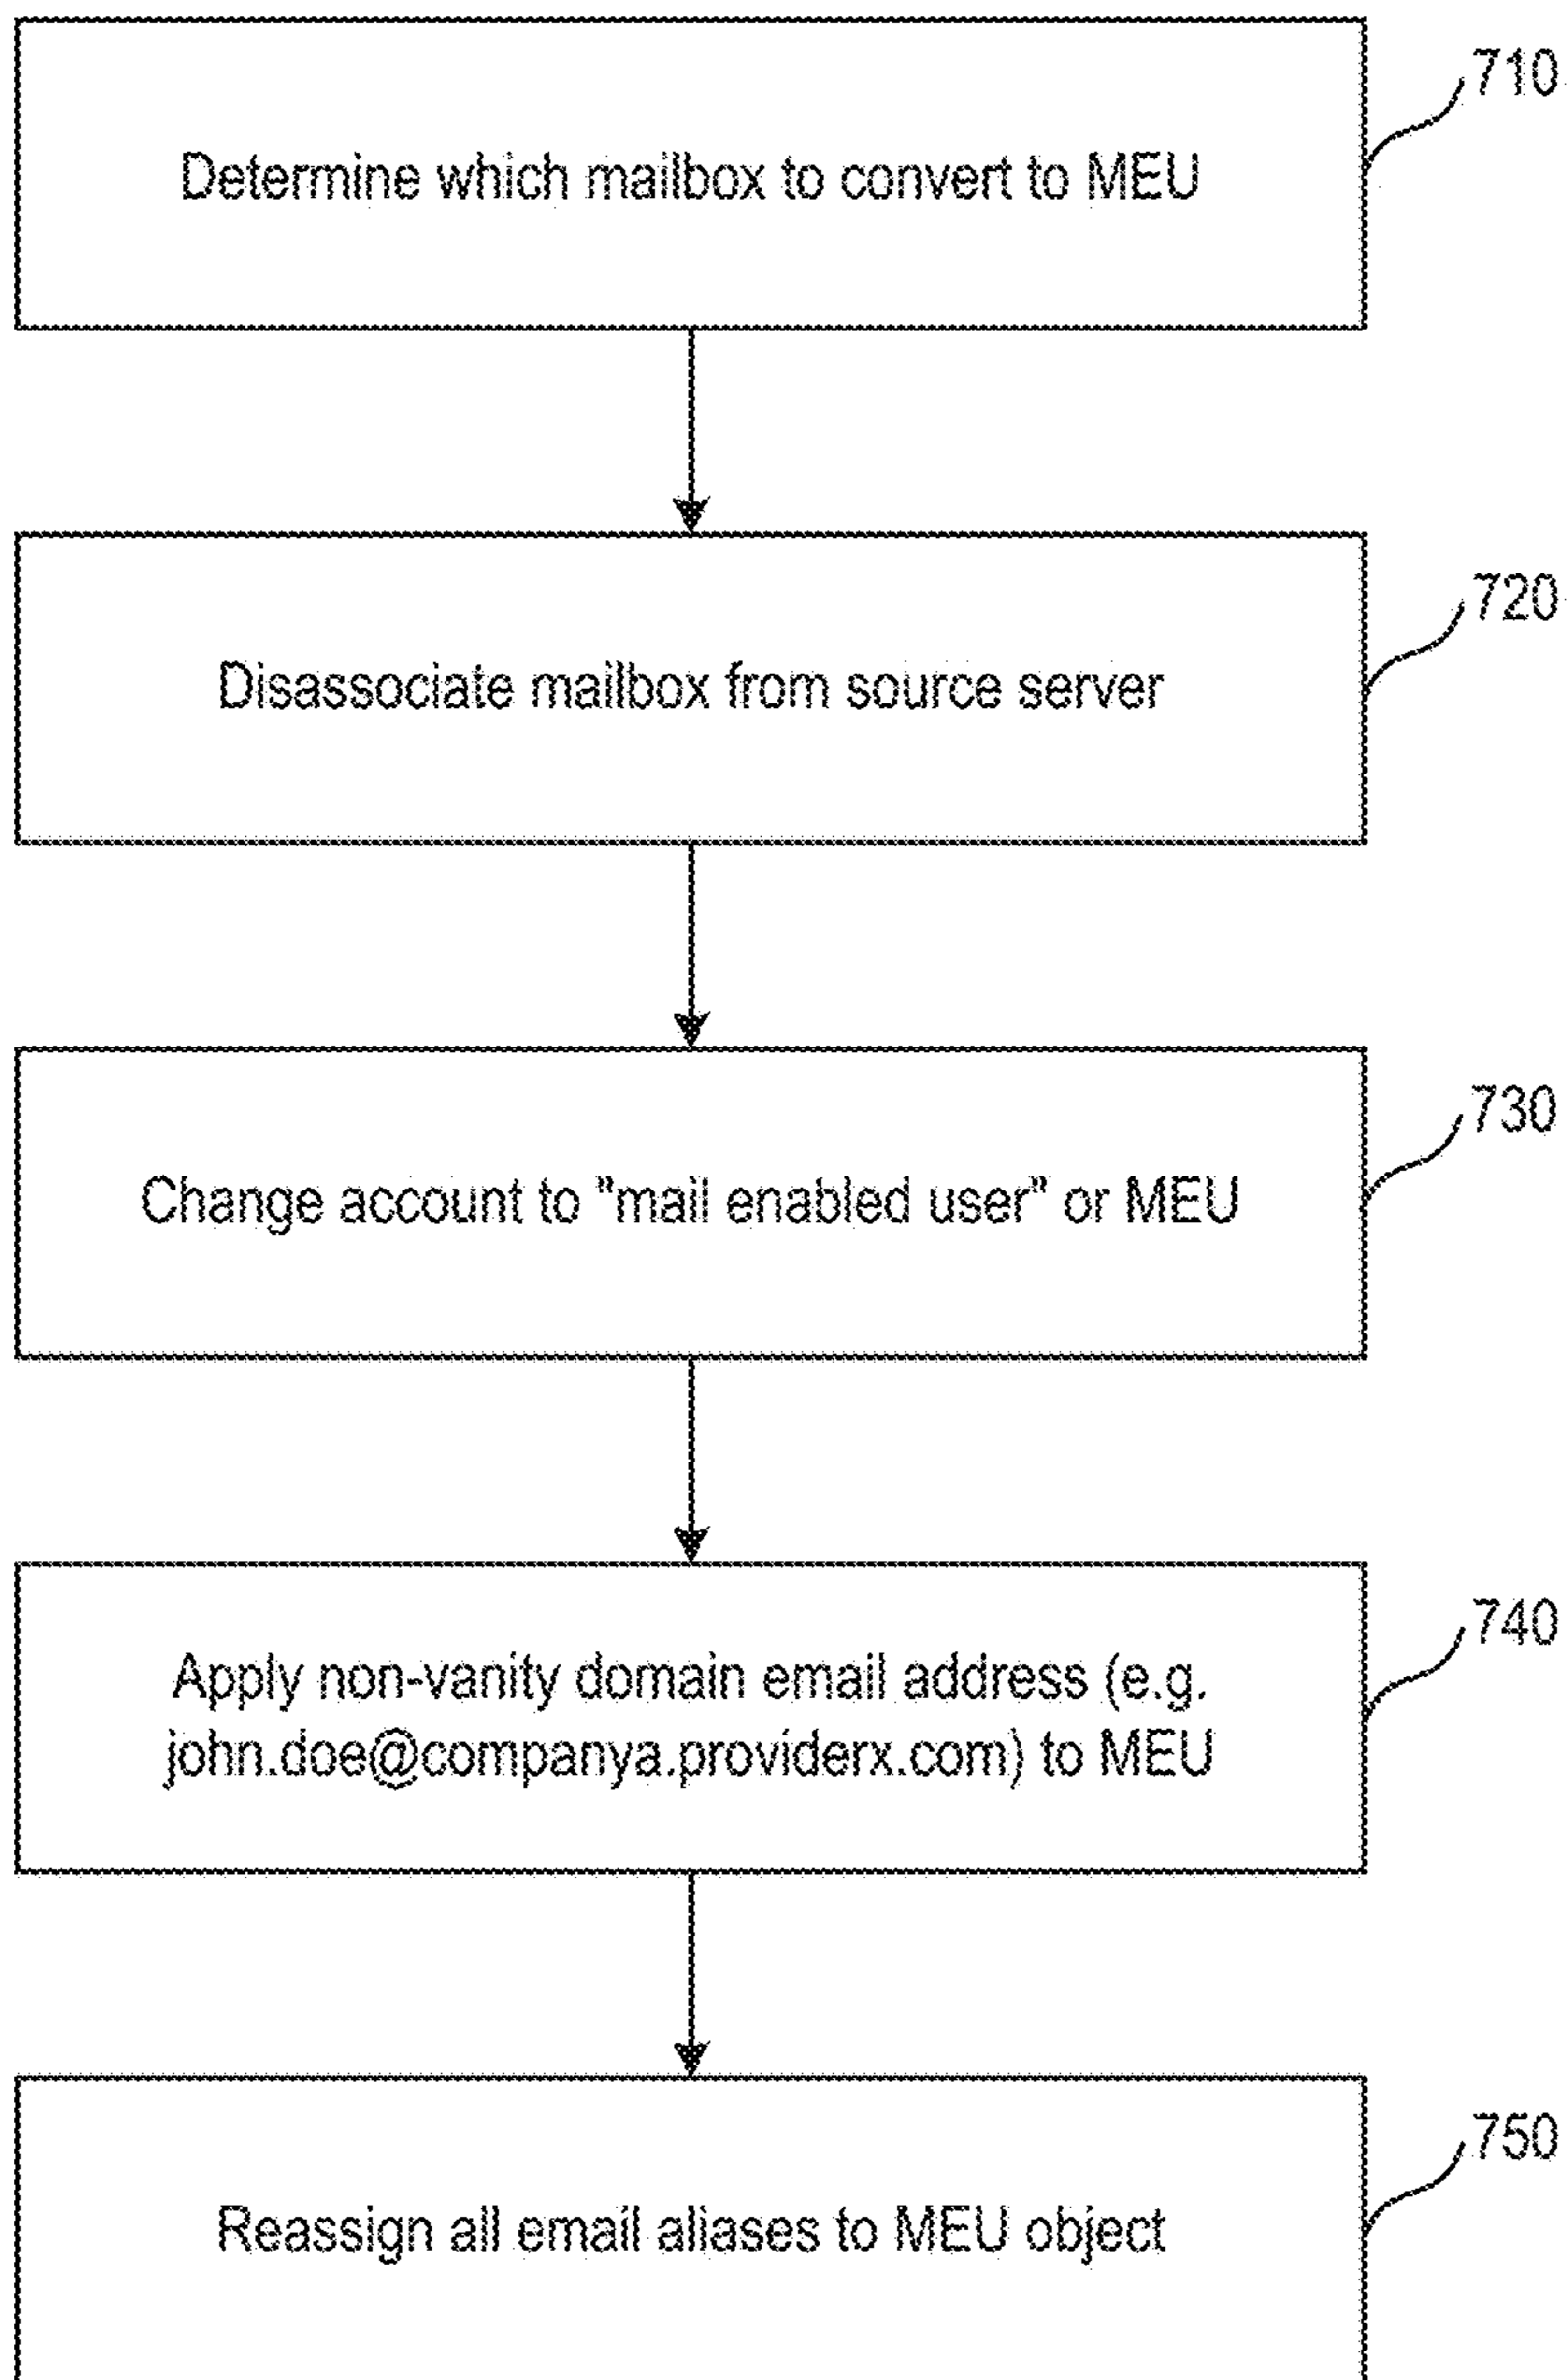 710
Determine which mailbox to convert to MEU
720
Disassociate mailbox from source server
730
Change account to "mail enabled user" or MEU
740
Apply non-vanity domain email address (e.g.
john.doe@companya.providerx.com) to MEU
750
Reassign all email aliases to MEU object